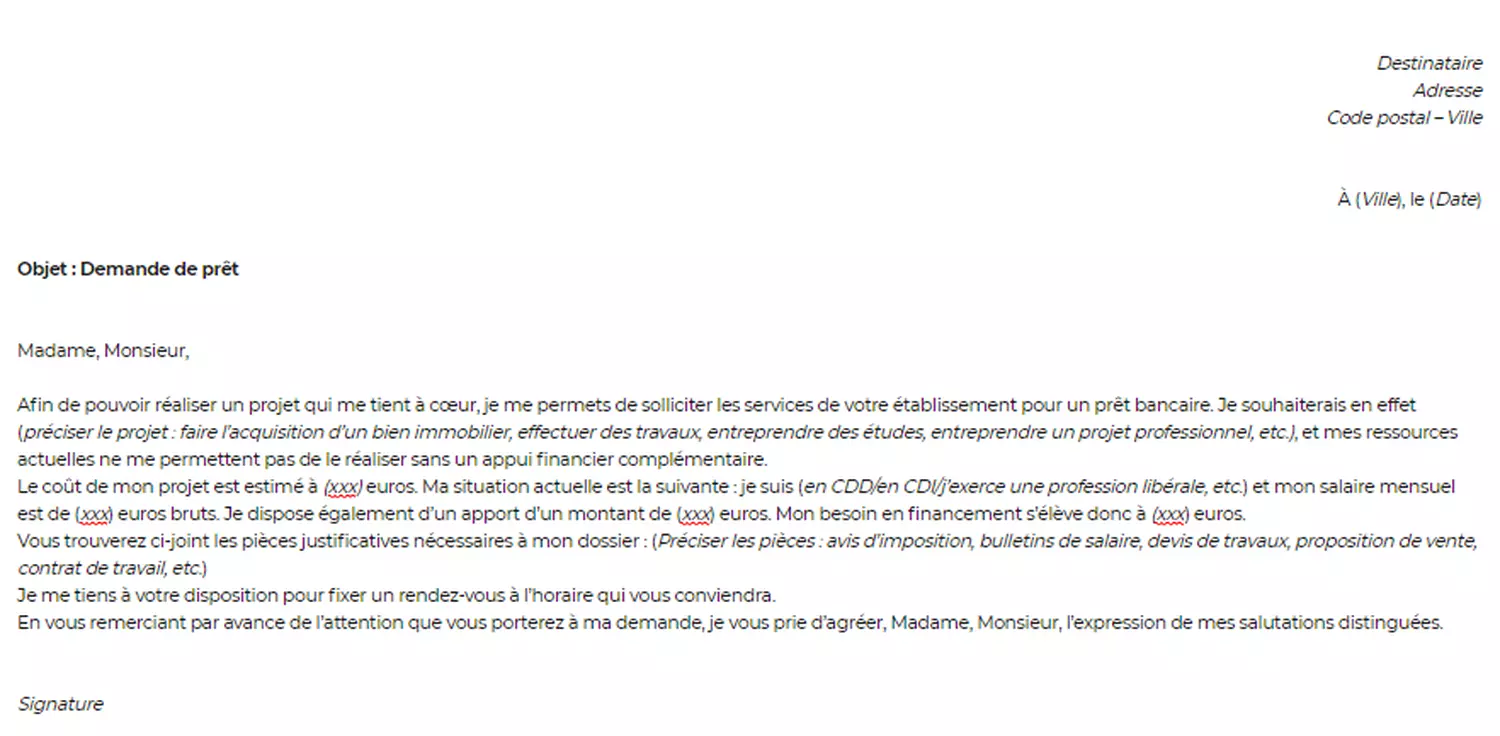 Destinataire
Adresse
Code postal – Ville
À (Ville), le (Date)
Objet : Demande de prêt
Madame, Monsieur,
Afin de pouvoir réaliser un projet qui me tient à cœur, je me permets de solliciter les services de votre établissement pour un prêt bancaire. Je souhaiterais en effet
(préciser le projet : faire l’acquisition d’un bien immobilier, effectuer des travaux, entreprendre des études, entreprendre un projet professionnel, etc.), et mes ressources
actuelles ne me permettent pas de le réaliser sans un appui financier complémentaire.
Le coût de mon projet est estimé à (xxx) euros. Ma situation actuelle est la suivante : je suis (en CDD/en CDI/j’exerce une profession libérale, etc.) et mon salaire mensuel
est de (xxx) euros bruts. Je dispose également d’un apport d’un montant de (xxx) euros. Mon besoin en financement s’élève donc à (xxx) euros.
Vous trouverez ci-joint les pièces justificatives nécessaires à mon dossier : (Préciser les pièces : avis d’imposition, bulletins de salaire, devis de travaux, proposition de vente,
contrat de travail, etc.)
Je me tiens à votre disposition pour fixer un rendez-vous à l’horaire qui vous conviendra.
En vous remerciant par avance de l’attention que vous porterez à ma demande, je vous prie d’agréer, Madame, Monsieur, l’expression de mes salutations distinguées.
Signature